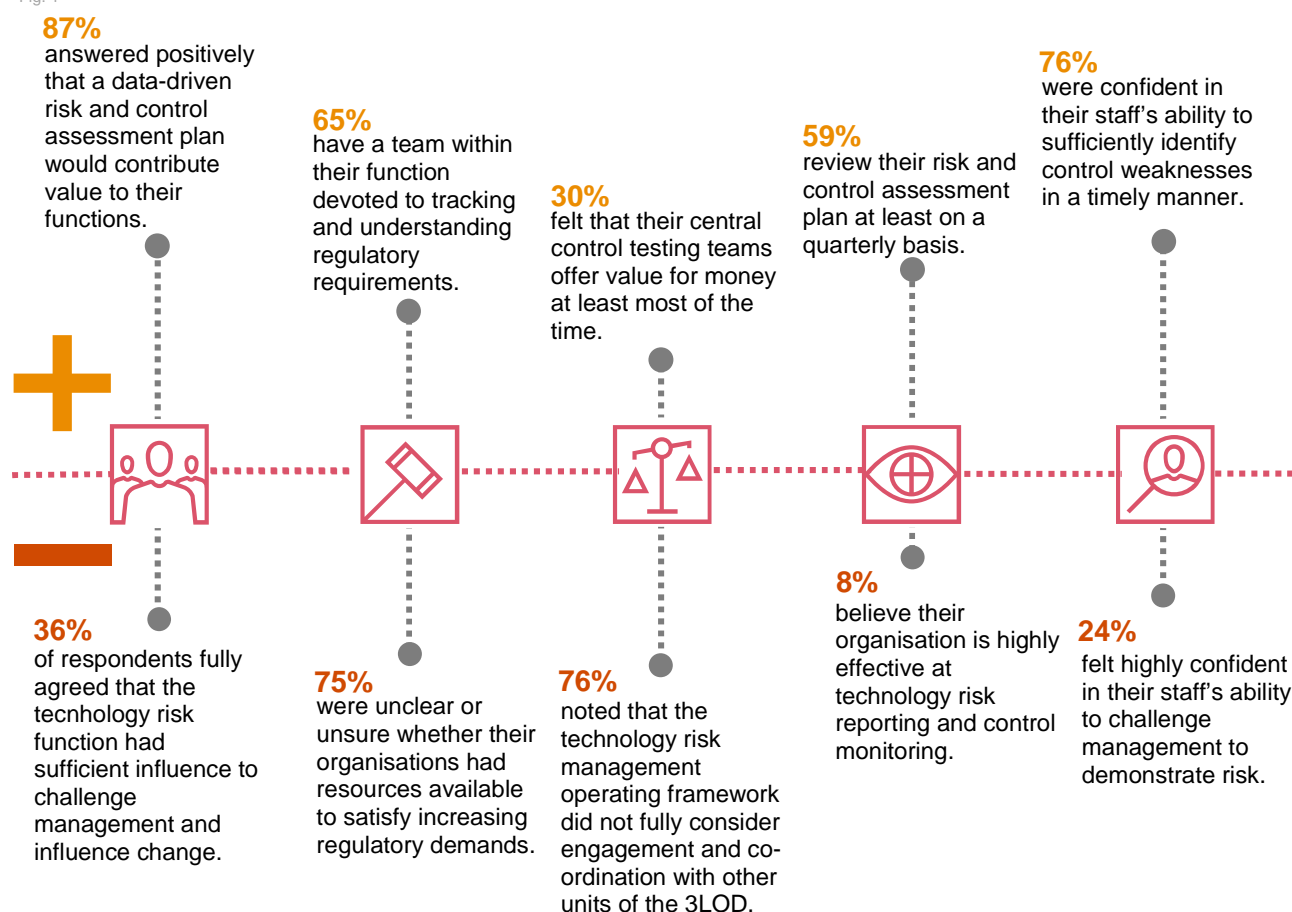 87%
answered positively
that a data-driven
risk and control
assessment plan
would contribute
value to their
functions.
65%
have a team within
their function
devoted to tracking
and understanding
regulatory
requirements.
30%
felt that their central
control testing teams
offer value for money
at least most of the
time.
59%
review their risk and
control assessment
plan at least on a
quarterly basis.
76%
were confident in
their staff’s ability to
sufficiently identify
control weaknesses
in a timely manner.
36%
of respondents fully
agreed that the
tecnhology risk
function had
sufficient influence to
challenge
management and
influence change.
75%
were unclear or
unsure whether their
organisations had
resources available
to satisfy increasing
regulatory demands.
76%
noted that the
technology risk
management
operating framework
did not fully consider
engagement and co-
ordination with other
units of the 3LOD.
8%
believe their
organisation is highly
effective at
technology risk
reporting and control
monitoring.
24%
felt highly confident
in their staff’s ability
to challenge
management to
demonstrate risk.